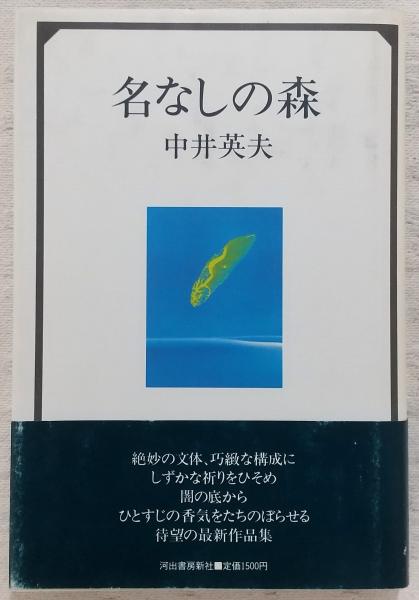 名なしの森
中井英夫
絶妙の文体、巧緻な構成に
しずかな祈りをひそめ
闇の底から
ひとすじの香気をたちのぼらせる
待望の最新作品集
河出書房新社■定価1500円